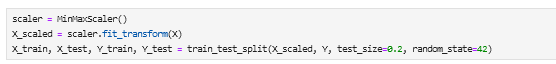 scaler = MinMaxScaler()
X_scaled = scaler.fit_transform(X)
X_train, X_test, Y_train, Y_test = train_test_split(X_scaled, Y, test_size=0.2, random_state=42)